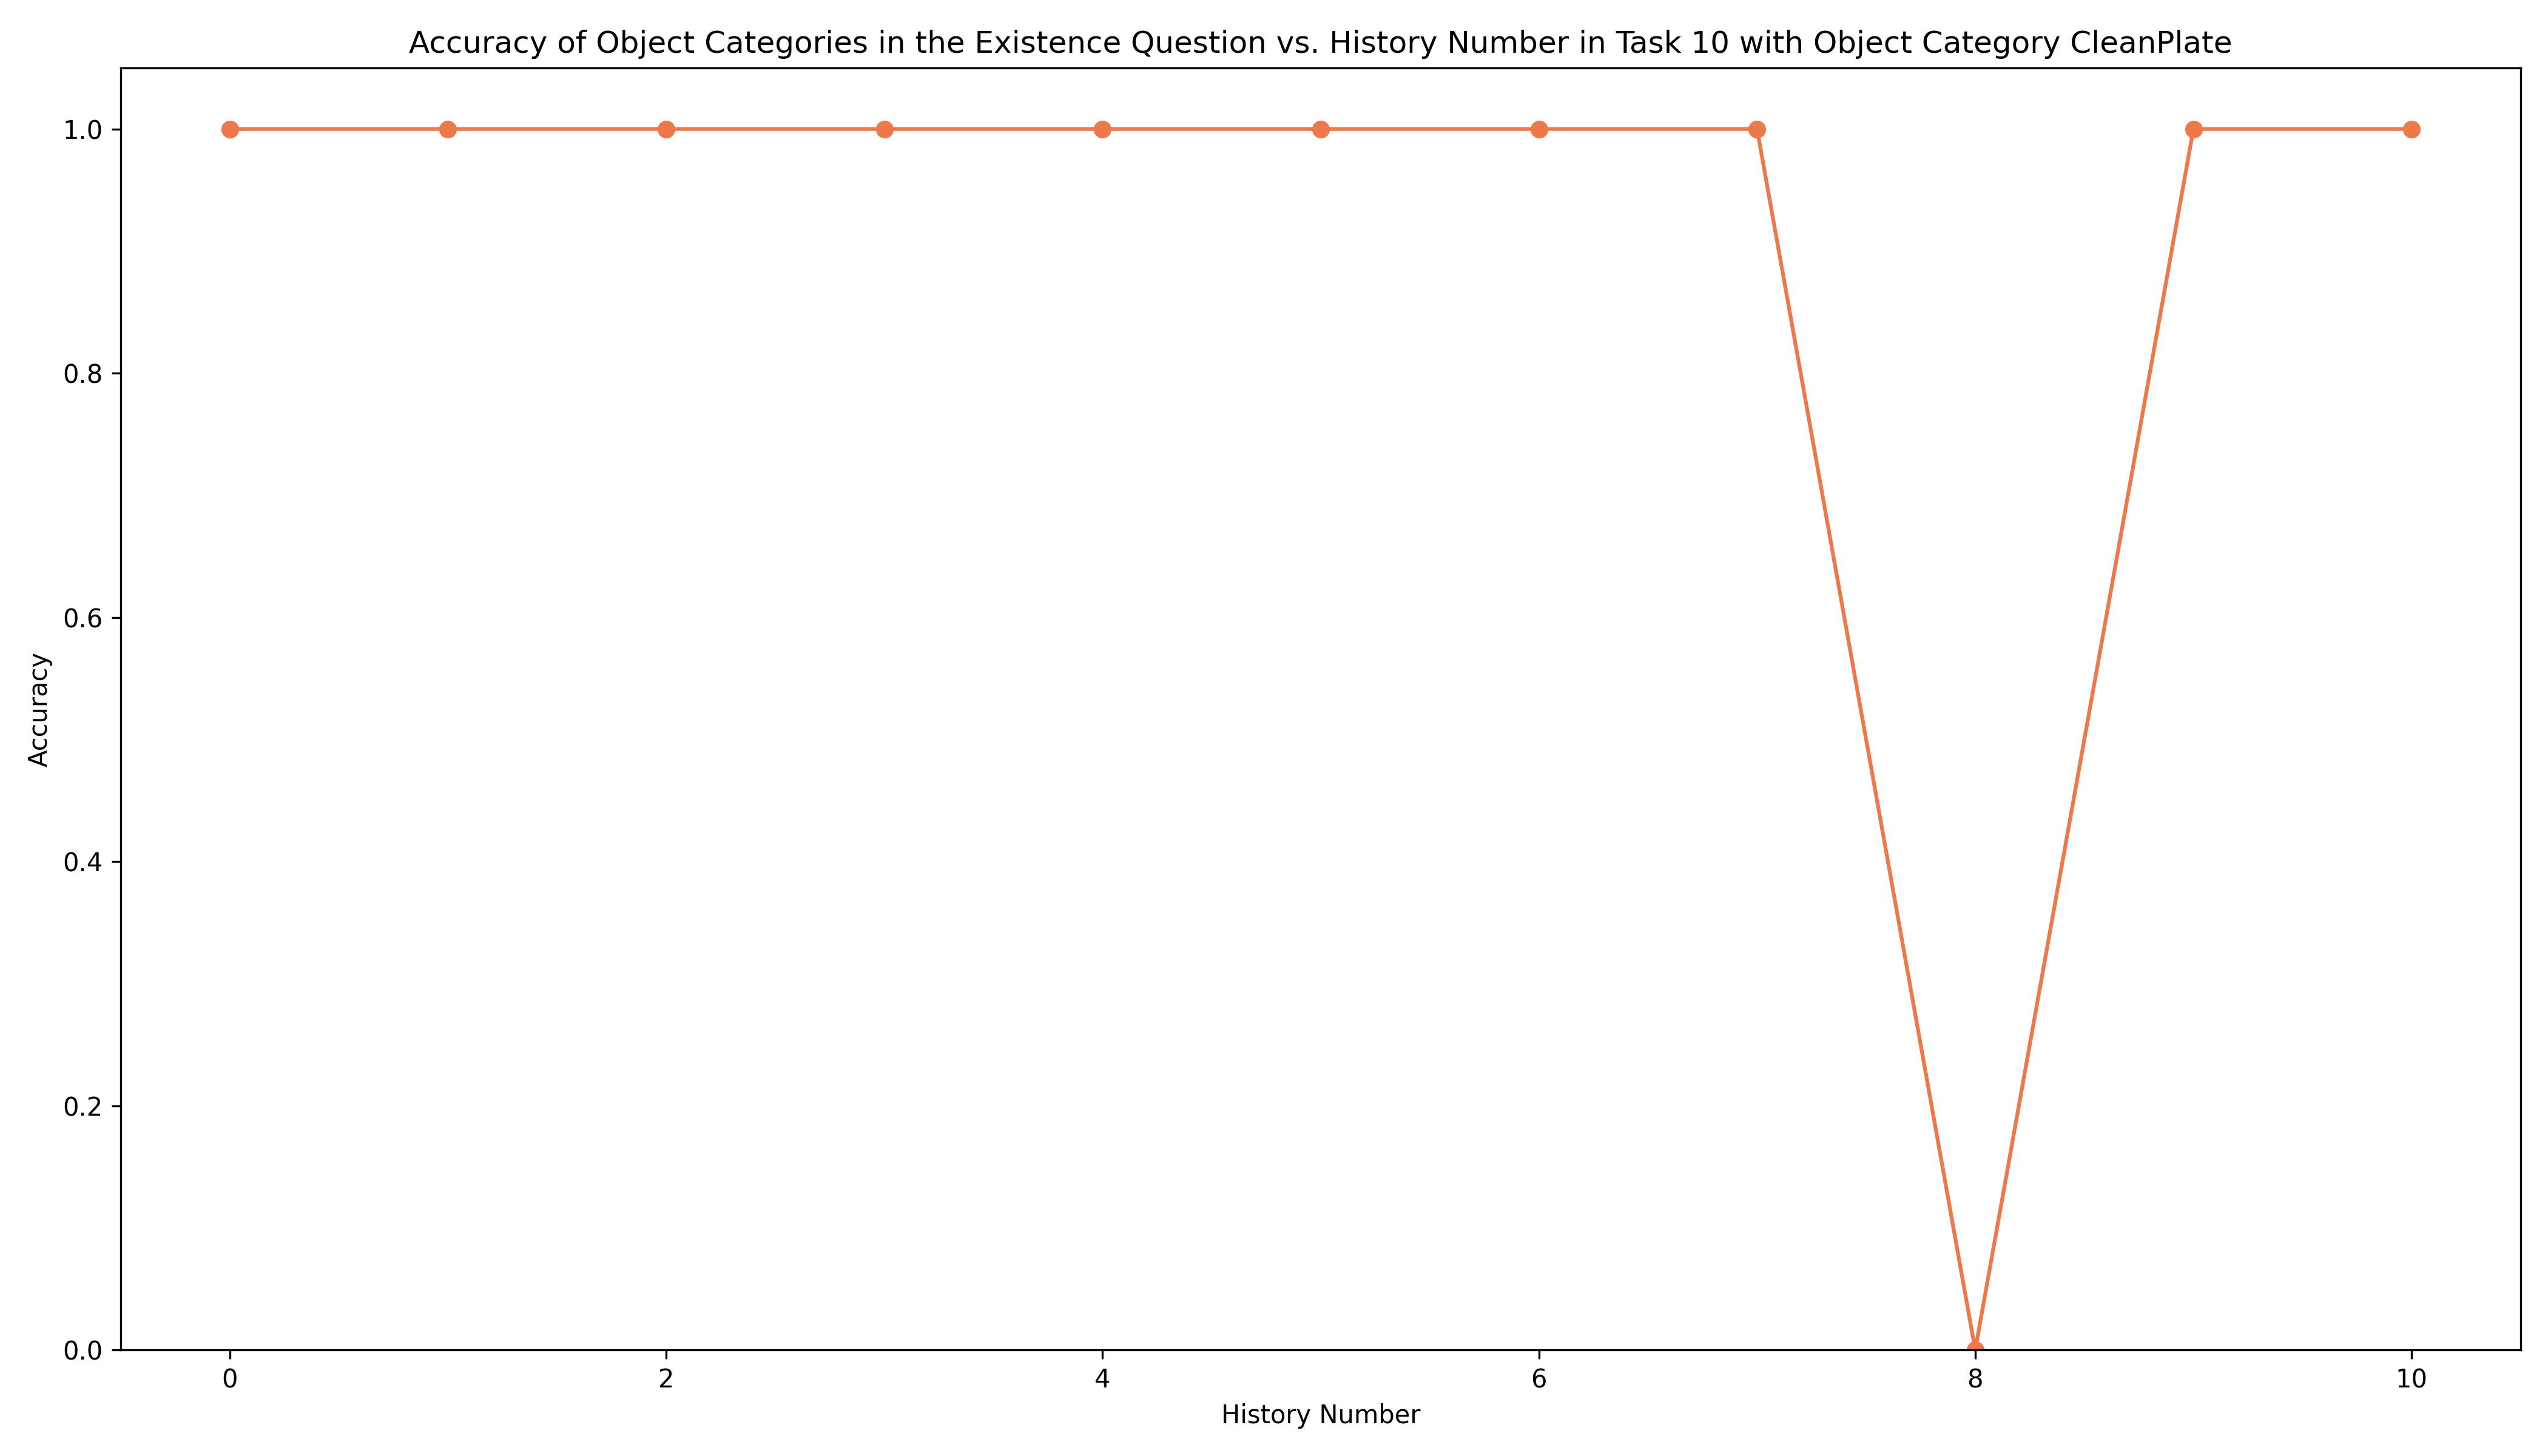 Accuracy of Object Categories in the Existence Question vs. History Number in Task 10 with Object Category CleanPlate
1.0
0.8
0.6
0.4
0.2
0.0
Accuracy
0 2 4 6 8 10
History Number